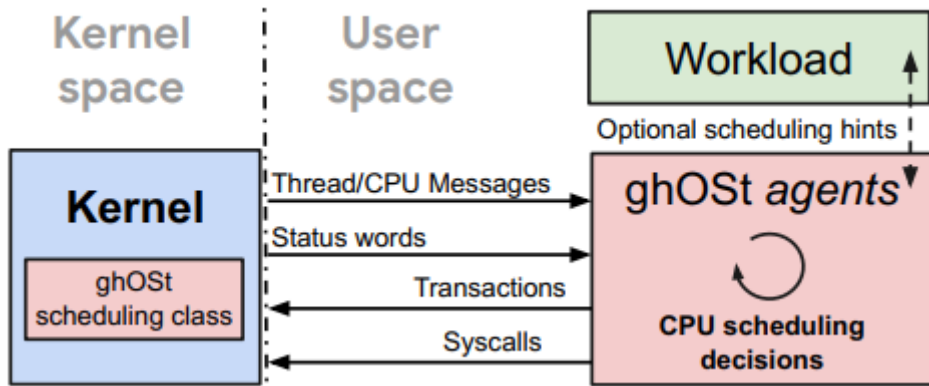 Kernel
space
User
space
Workload
Optional scheduling hints
Kernel
ghOSt
scheduling class
Thread/CPU Messages
Status words
Transactions
Syscalls
ghOSt agents
CPU scheduling
decisions